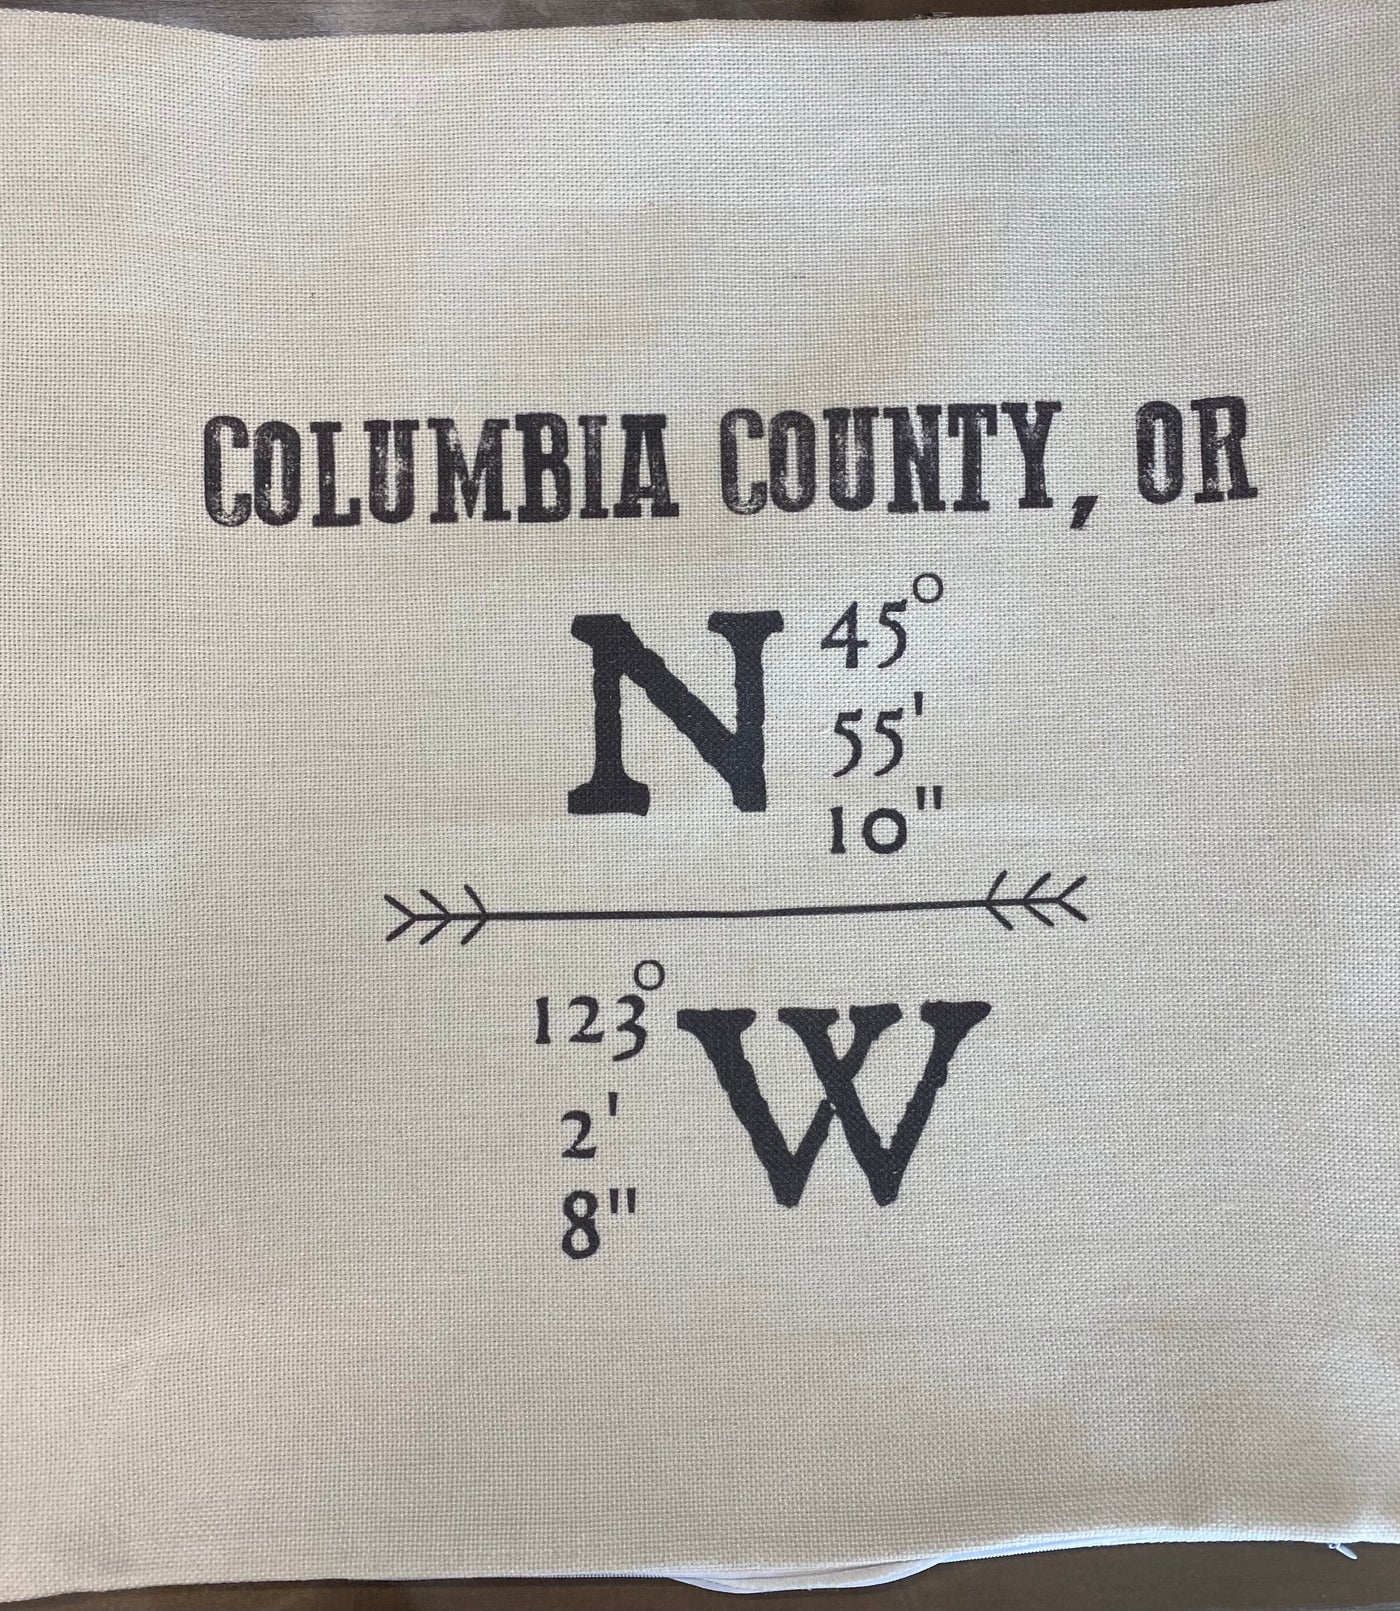 COLUMBIA COUNTY, OR
N 45°
55'
10"
123° W
2'
8"